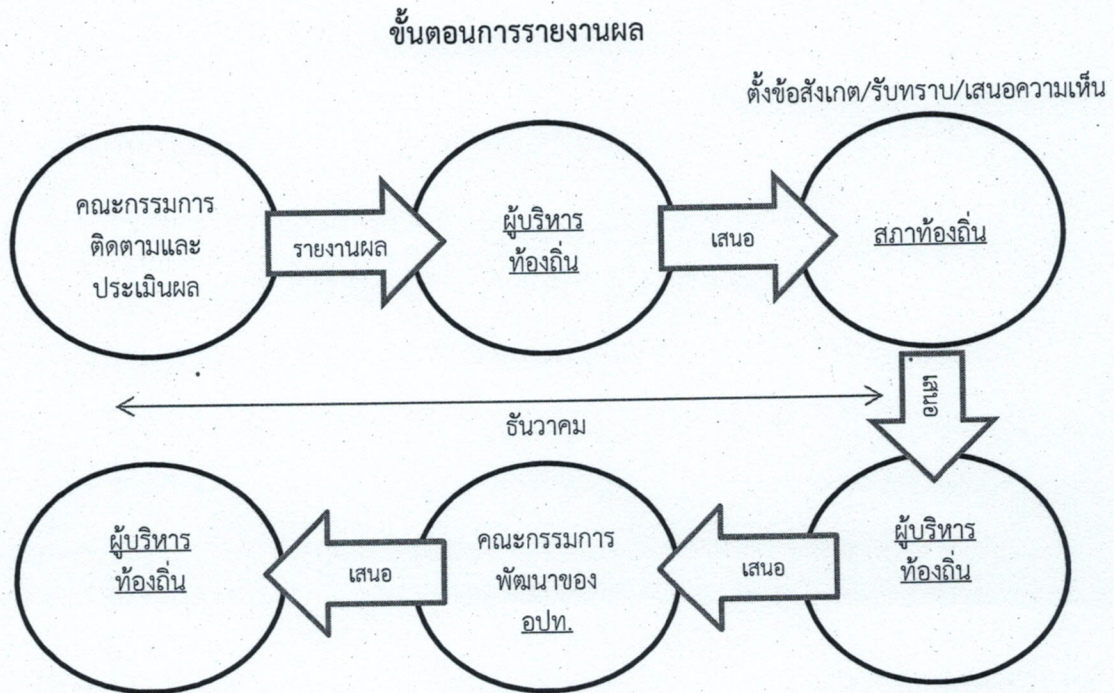 ขั้นตอนการรายงานผล
ตั้งข้อสังเกต/รับทราบ/เสนอความเห็น
คณะกรรมการ
ติดตามและ
ประเมินผล
รายงานผล
ผู้บริหาร
ท้องถิ่น
เสนอ
สภาท้องถิ่น
เสนอ
ธันวาคม
ผู้บริหาร
ท้องถิ่น
เสนอ
คณะกรรมการ
พัฒนาของ
อปท.
เสนอ
ผู้บริหาร
ท้องถิ่น